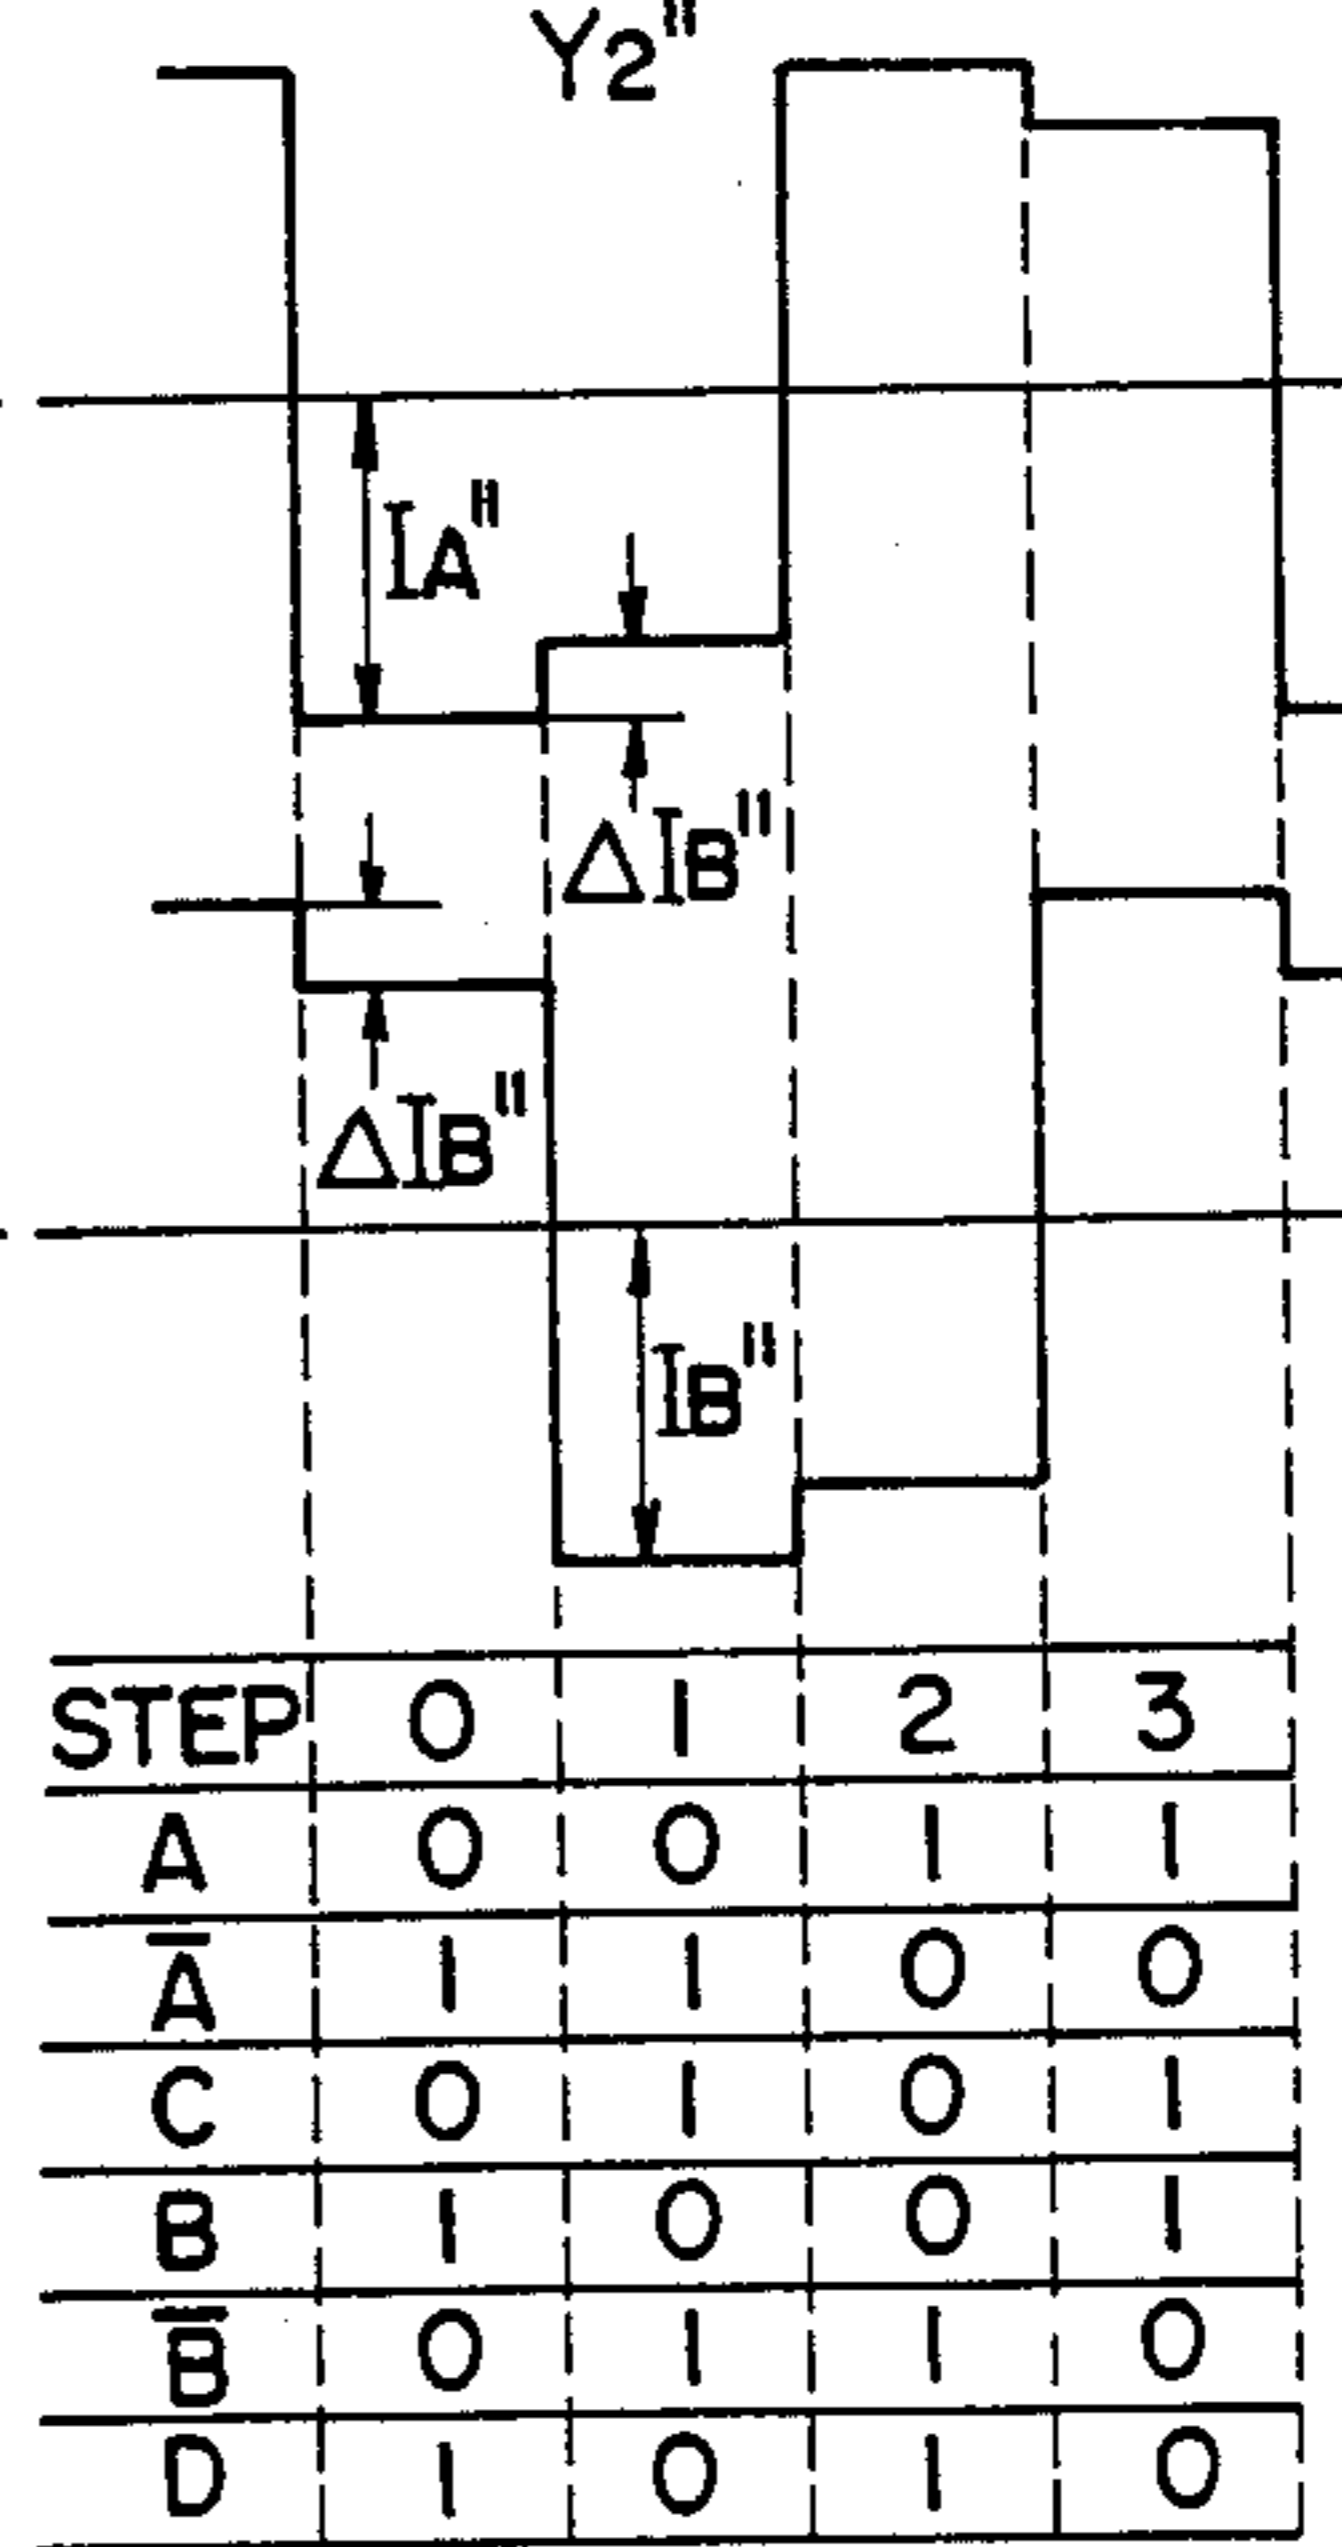 Y2"
IA"
ΔIB"
ΔIB"
IB"
STEP 0 1 2 3
A 0 0 1 1
A̅ 1 1 0 0
C 0 1 0 1
B 1 0 0 1
B̅ 0 1 1 0
D 1 0 1 0